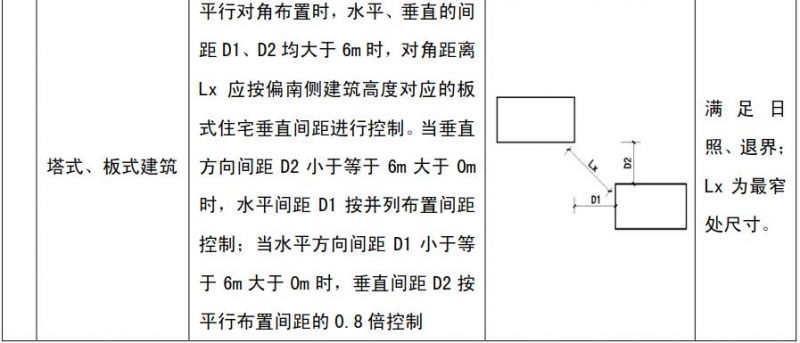 塔式、板式建筑
平行对角布置时，水平、垂直的间
距 D1、D2 均大于 6m 时，对角距离
Lx 应按偏南侧建筑高度对应的板
式住宅垂直间距进行控制。当垂直
方向间距 D2 小于等于 6m 大于 0m
时，水平间距 D1 按并列布置间距
控制；当水平方向间距 D1 小于等
于 6m 大于 0m 时，垂直间距 D2 按
平行布置间距的 0.8 倍控制
Lx
D2
D1
满足日
照、退界；
Lx 为最窄
处尺寸。